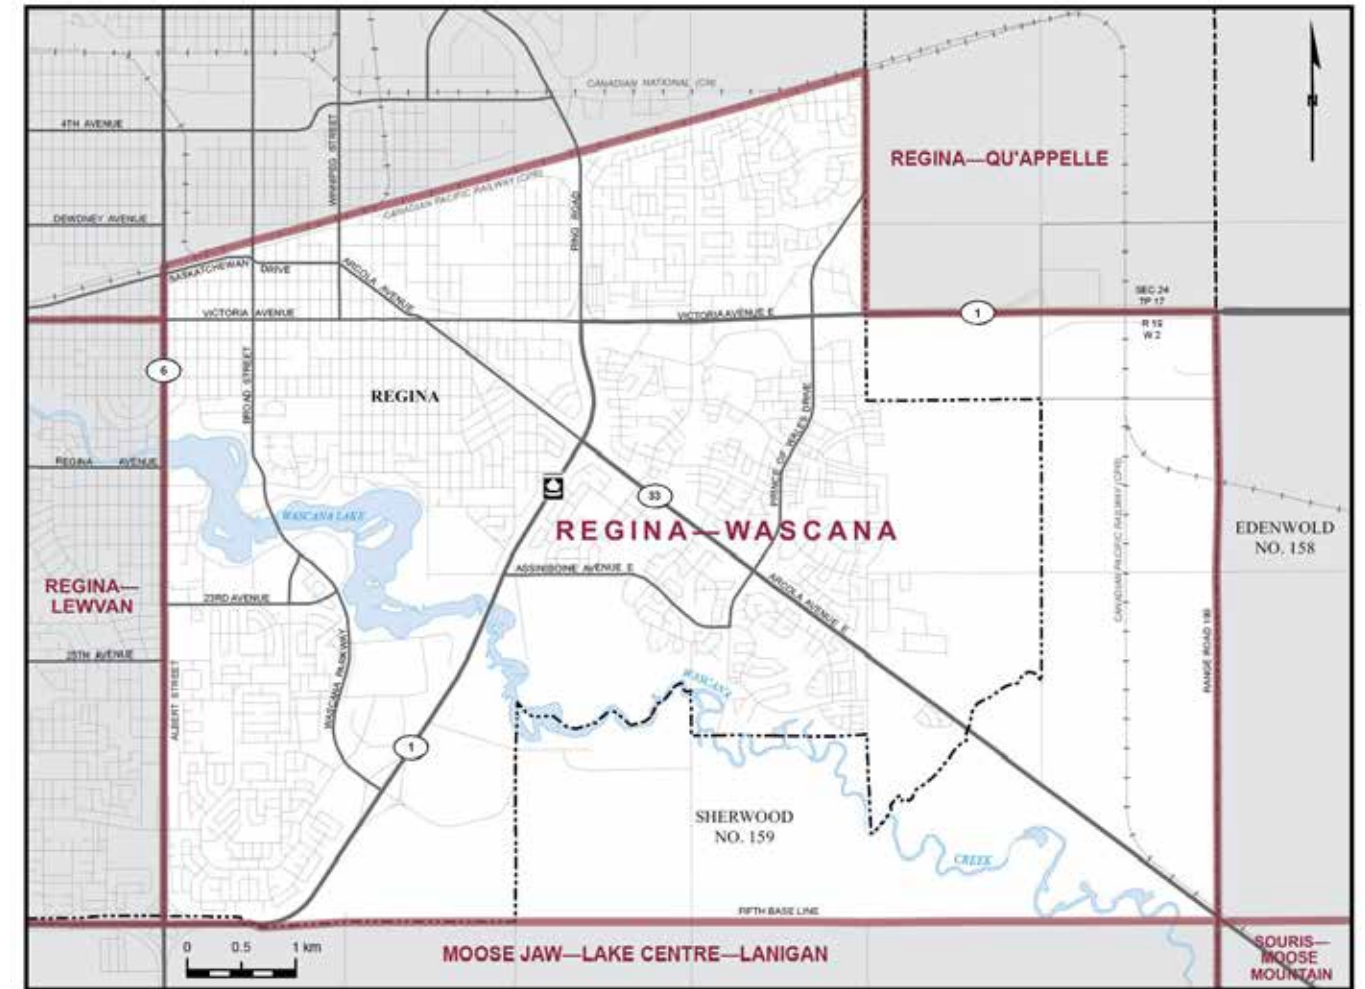 CANADIAN NATIONAL (CN)
4TH AVENUE
WINNIPEG STREET
N
REGINA—QU'APPELLE
CANADIAN PACIFIC RAILWAY (CPR)
RING ROAD
DEWDNEY AVENUE
SASKATCHEWAN DRIVE
ARCOLA AVENUE
SEC 24
TP 17
VICTORIA AVENUE
VICTORIA AVENUE E
1
R 19
W 2
6
BROAD STREET
REGINA
PRINCE OF WALES DRIVE
REGINA AVENUE
33
WASCANA LAKE
REGINA—WASCANA
CANADIAN PACIFIC RAILWAY (CPR)
EDENWOLD
NO. 158
ASSINIBOINE AVENUE E
ARCOLA AVENUE E
REGINA—
LEWVAN
23RD AVENUE
25TH AVENUE
ALBERT STREET
WASCANA PARKWAY
RANGE ROAD 190
WASCANA
1
SHERWOOD
NO. 159
CREEK
FIFTH BASE LINE
0 0.5 1 km
MOOSE JAW—LAKE CENTRE—LANIGAN
SOURIS—
MOOSE
MOUNTAIN